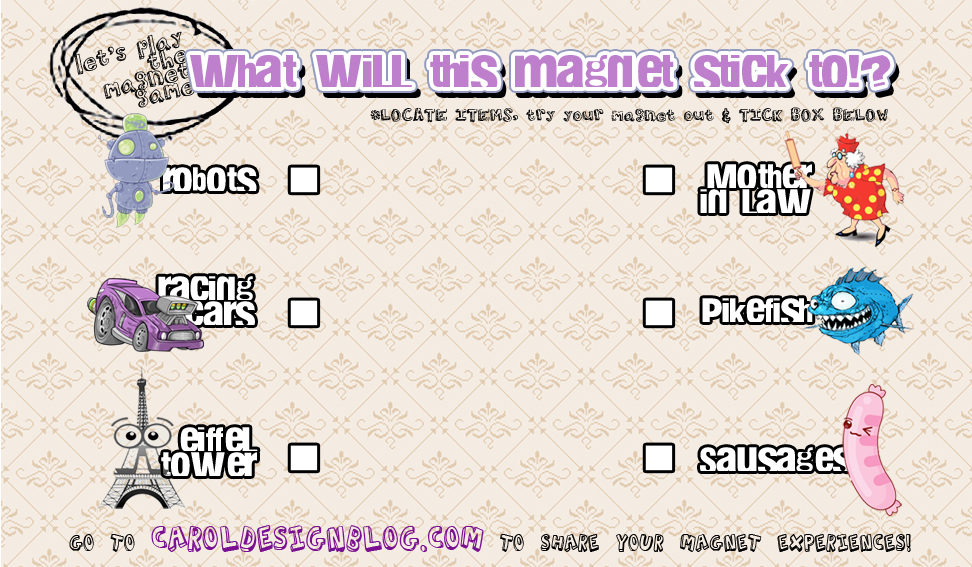 let's play
the
magnet
game
What Will this magnet stick to!?
*LOCATE ITEMS, try your magnet out & TICK BOX BELOW
robots
Mother
in Law
racing
cars
Pikefish
eiffel
tower
sausages
GO TO CAROLDESIGNBLOG.COM TO SHARE YOUR MAGNET EXPERIENCES!